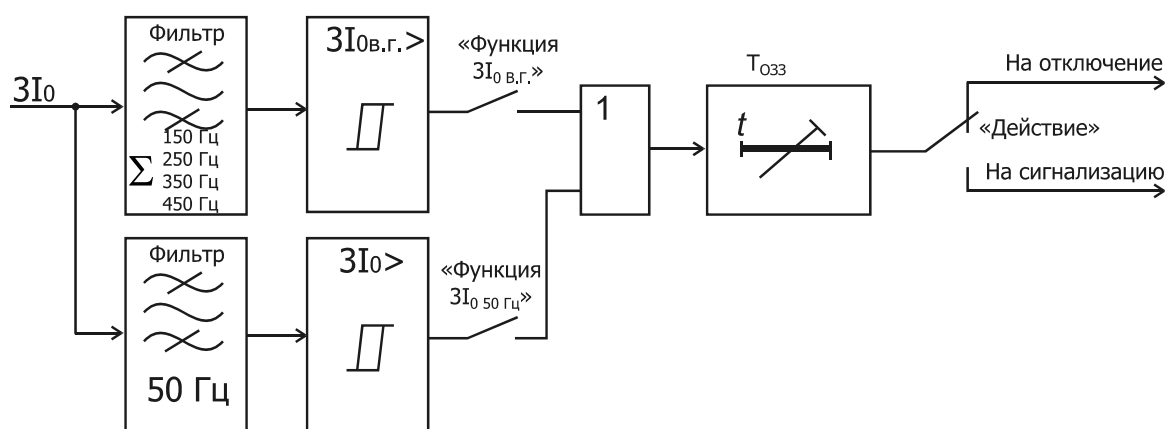 3I0
Фильтр
Σ
150 Гц
250 Гц
350 Гц
450 Гц
3I0в.г.>
«Функция
3I0 в.г.»
1
TОЗЗ
t
На отключение
«Действие»
На сигнализацию
Фильтр
50 Гц
3I0>
«Функция
3I0 50 Гц»